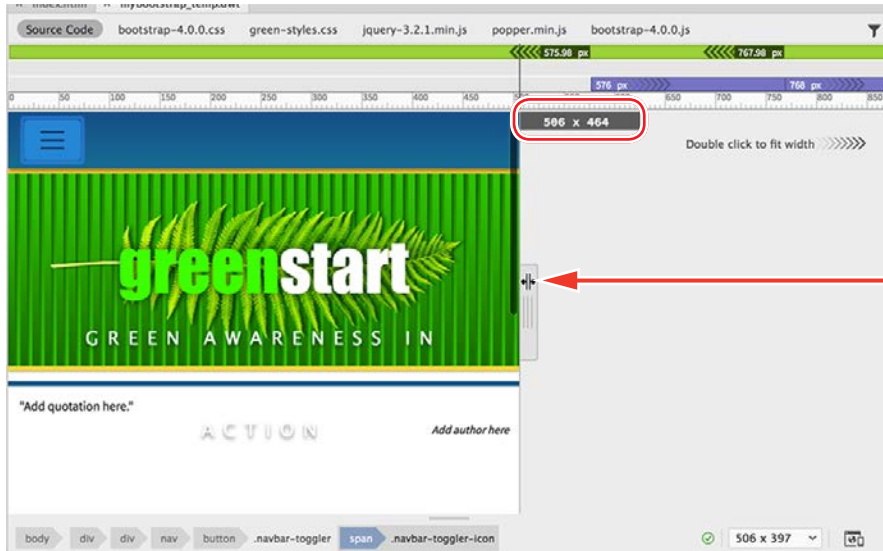 index.html × mybootstrap_temp.dwt
Source Code bootstrap-4.0.0.css green-styles.css jquery-3.2.1.min.js popper.min.js bootstrap-4.0.0.js
575.98 px 767.98 px
576 px 768 px
0 50 100 150 200 250 300 350 400 450 650 700 750 800 850
506 x 464
Double click to fit width
greenstart
GREEN AWARENESS IN
"Add quotation here."
ACTION
Add author here
body div div nav button .navbar-toggler span .navbar-toggler-icon 506 x 397